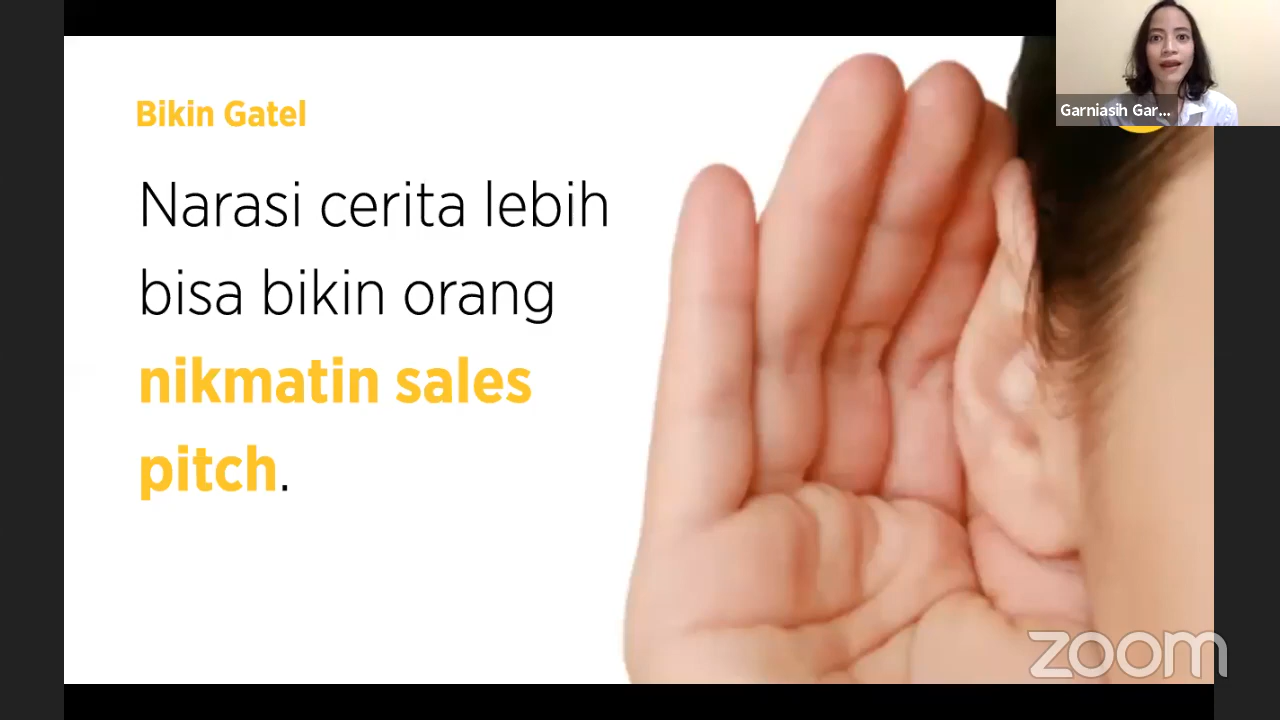 Garniasih Gar...
Bikin Gatel
Narasi cerita lebih
bisa bikin orang
nikmatin sales
pitch.
zoom